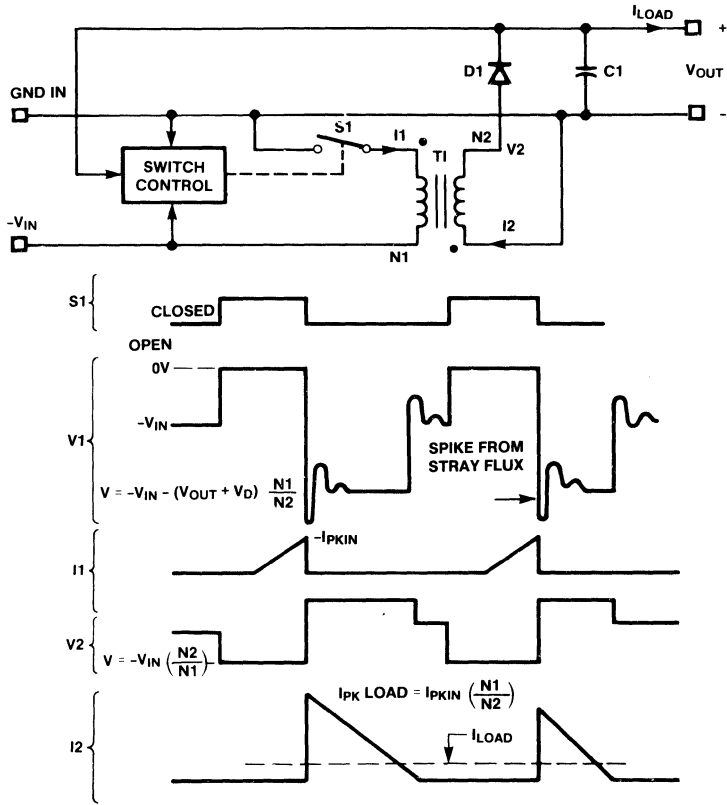 ILOAD
+
D1
C1
VOUT
GND IN
-
S1
I1
N2
T1
V2
SWITCH
CONTROL
I2
-VIN
N1
S1
CLOSED
OPEN
0V
-VIN
V1
SPIKE FROM
STRAY FLUX
V = -VIN - (VOUT + VD) N1/N2
-IPKIN
I1
V2
V = -VIN (N2/N1)
IPK LOAD = IPKIN (N1/N2)
I2
ILOAD